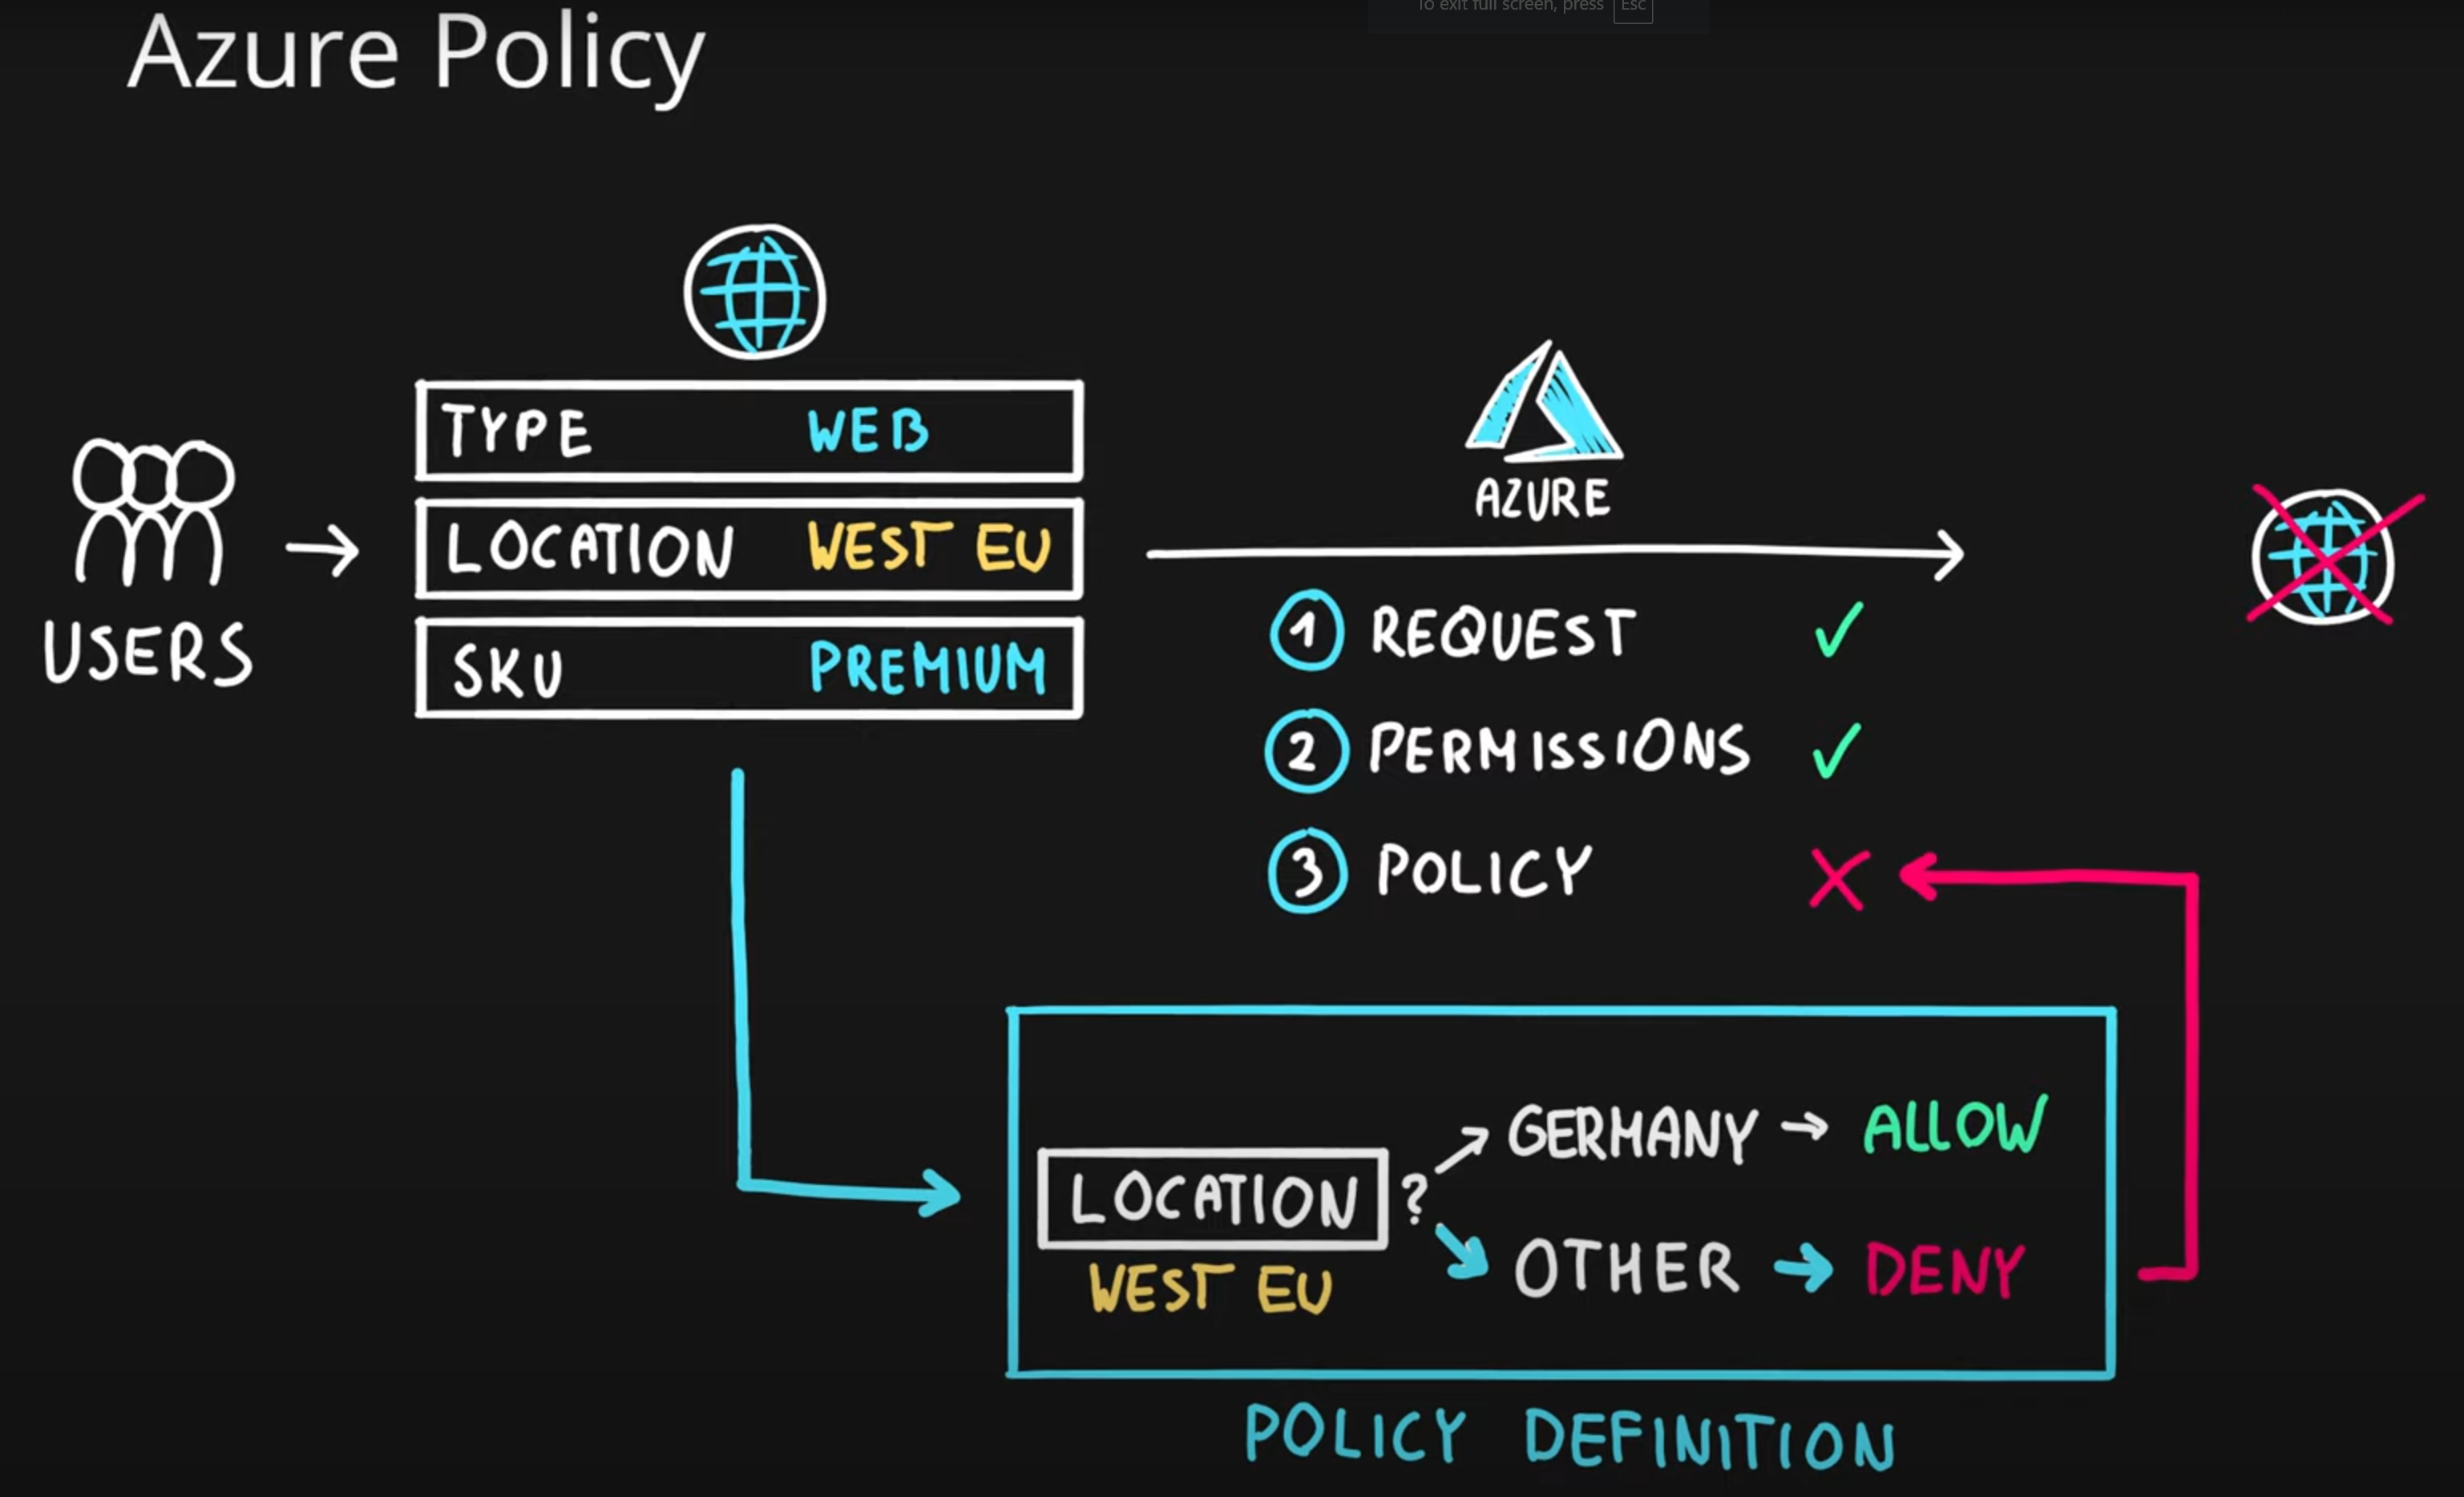 To exit full screen, press Esc
Azure Policy
USERS
TYPE WEB
LOCATION WEST EU
SKU PREMIUM
AZURE
1 REQUEST ✓
2 PERMISSIONS ✓
3 POLICY X
LOCATION ?
WEST EU
GERMANY → ALLOW
OTHER → DENY
POLICY DEFINITION